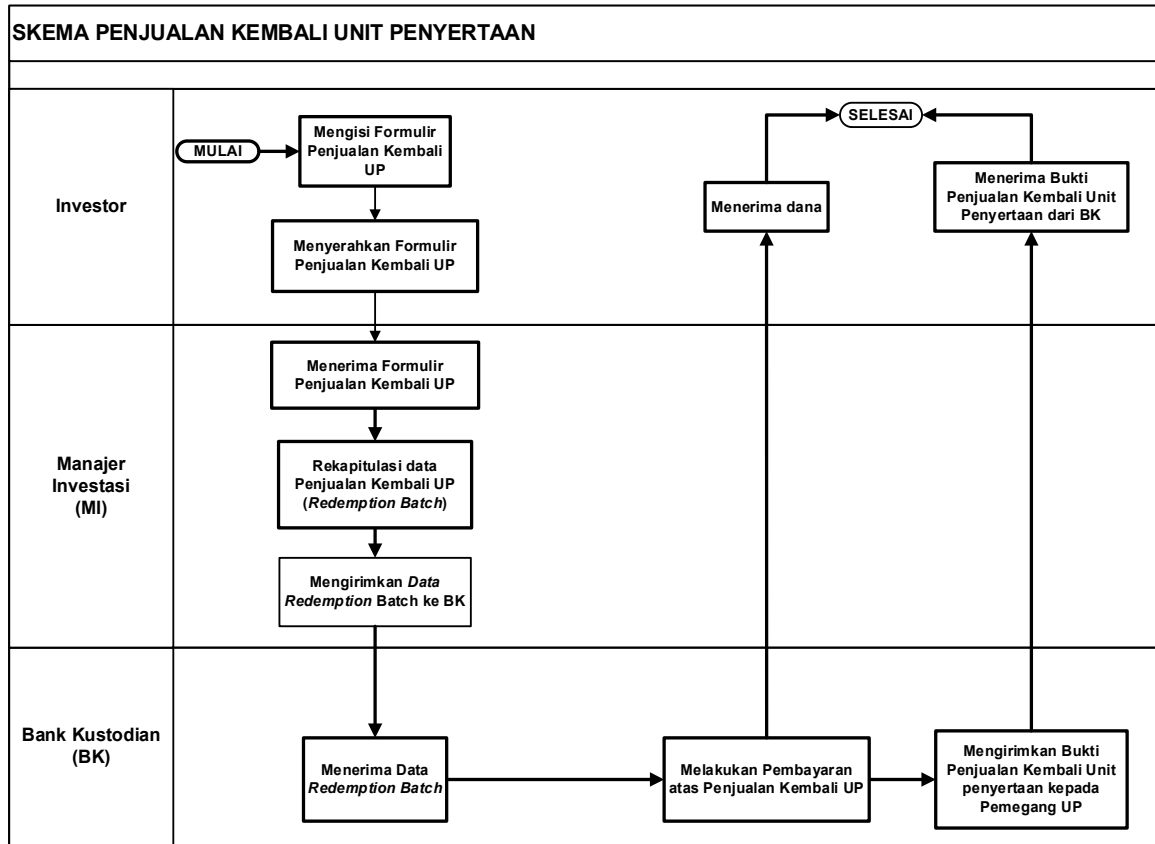 SKEMA PENJUALAN KEMBALI UNIT PENYERTAAN
Investor
MULAI
Mengisi Formulir
Penjualan Kembali
UP
Menyerahkan Formulir
Penjualan Kembali UP
SELESAI
Menerima dana
Menerima Bukti
Penjualan Kembali Unit
Penyertaan dari BK
Manajer
Investasi
(MI)
Menerima Formulir
Penjualan Kembali UP
Rekapitulasi data
Penjualan Kembali UP
(Redemption Batch)
Mengirimkan Data
Redemption Batch ke BK
Bank Kustodian
(BK)
Menerima Data
Redemption Batch
Melakukan Pembayaran
atas Penjualan Kembali UP
Mengirimkan Bukti
Penjualan Kembali Unit
penyertaan kepada
Pemegang UP